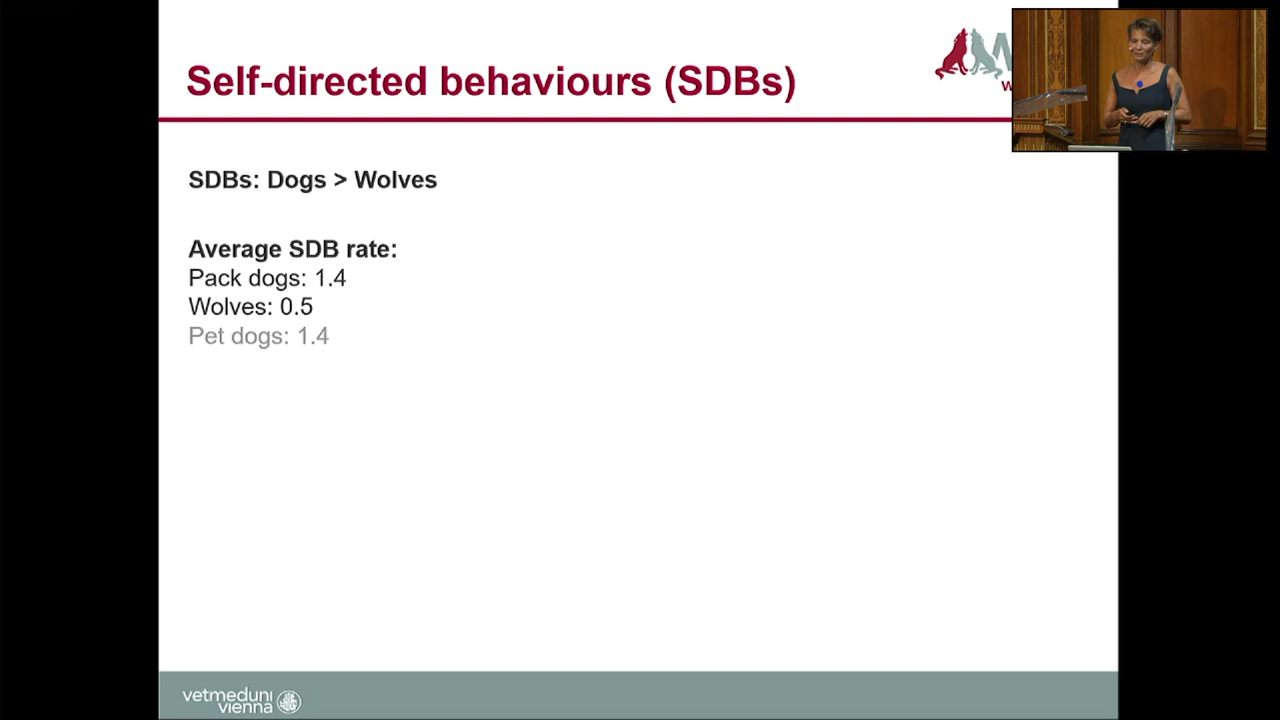 Self-directed behaviours (SDBs)
SDBs: Dogs > Wolves
Average SDB rate:
Pack dogs: 1.4
Wolves: 0.5
Pet dogs: 1.4
vetmeduni
vienna